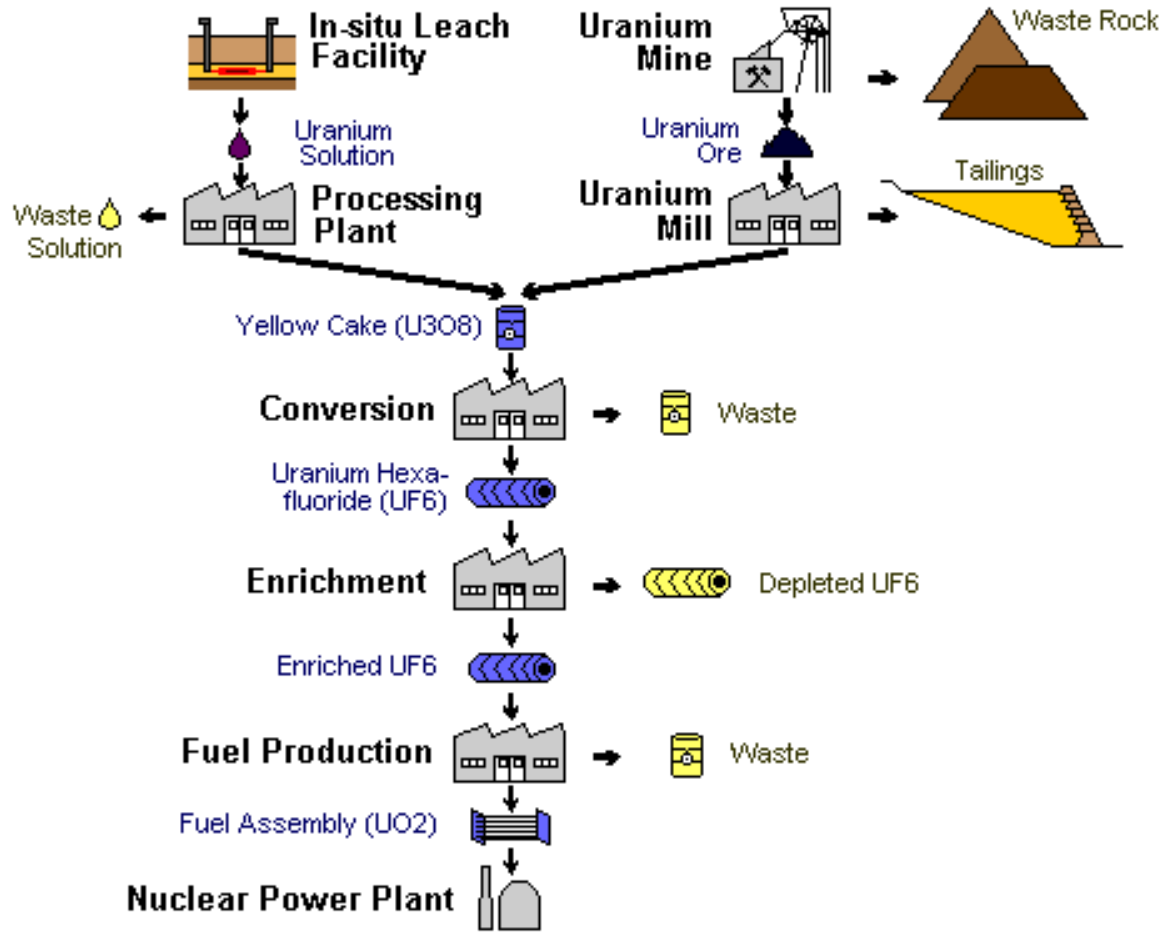 In-situ Leach
Facility
Uranium
Mine
Waste Rock
Uranium
Solution
Uranium
Ore
Processing
Plant
Uranium
Mill
Tailings
Waste
Solution
Yellow Cake (U3O8)
Conversion
Waste
Uranium Hexa-
fluoride (UF6)
Enrichment
Depleted UF6
Enriched UF6
Fuel Production
Waste
Fuel Assembly (UO2)
Nuclear Power Plant